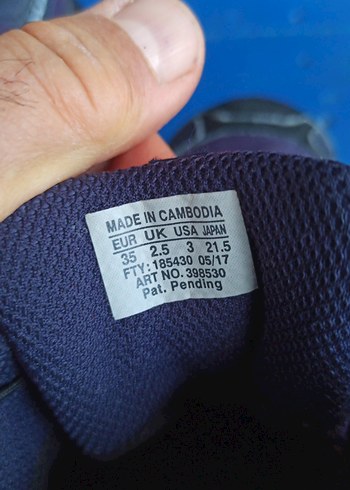 MADE IN CAMBODIA
EUR UK USA JAPAN
35 2.5 3 21.5
FTY: 185430 05/17
ART NO. 398530
Pat. Pending